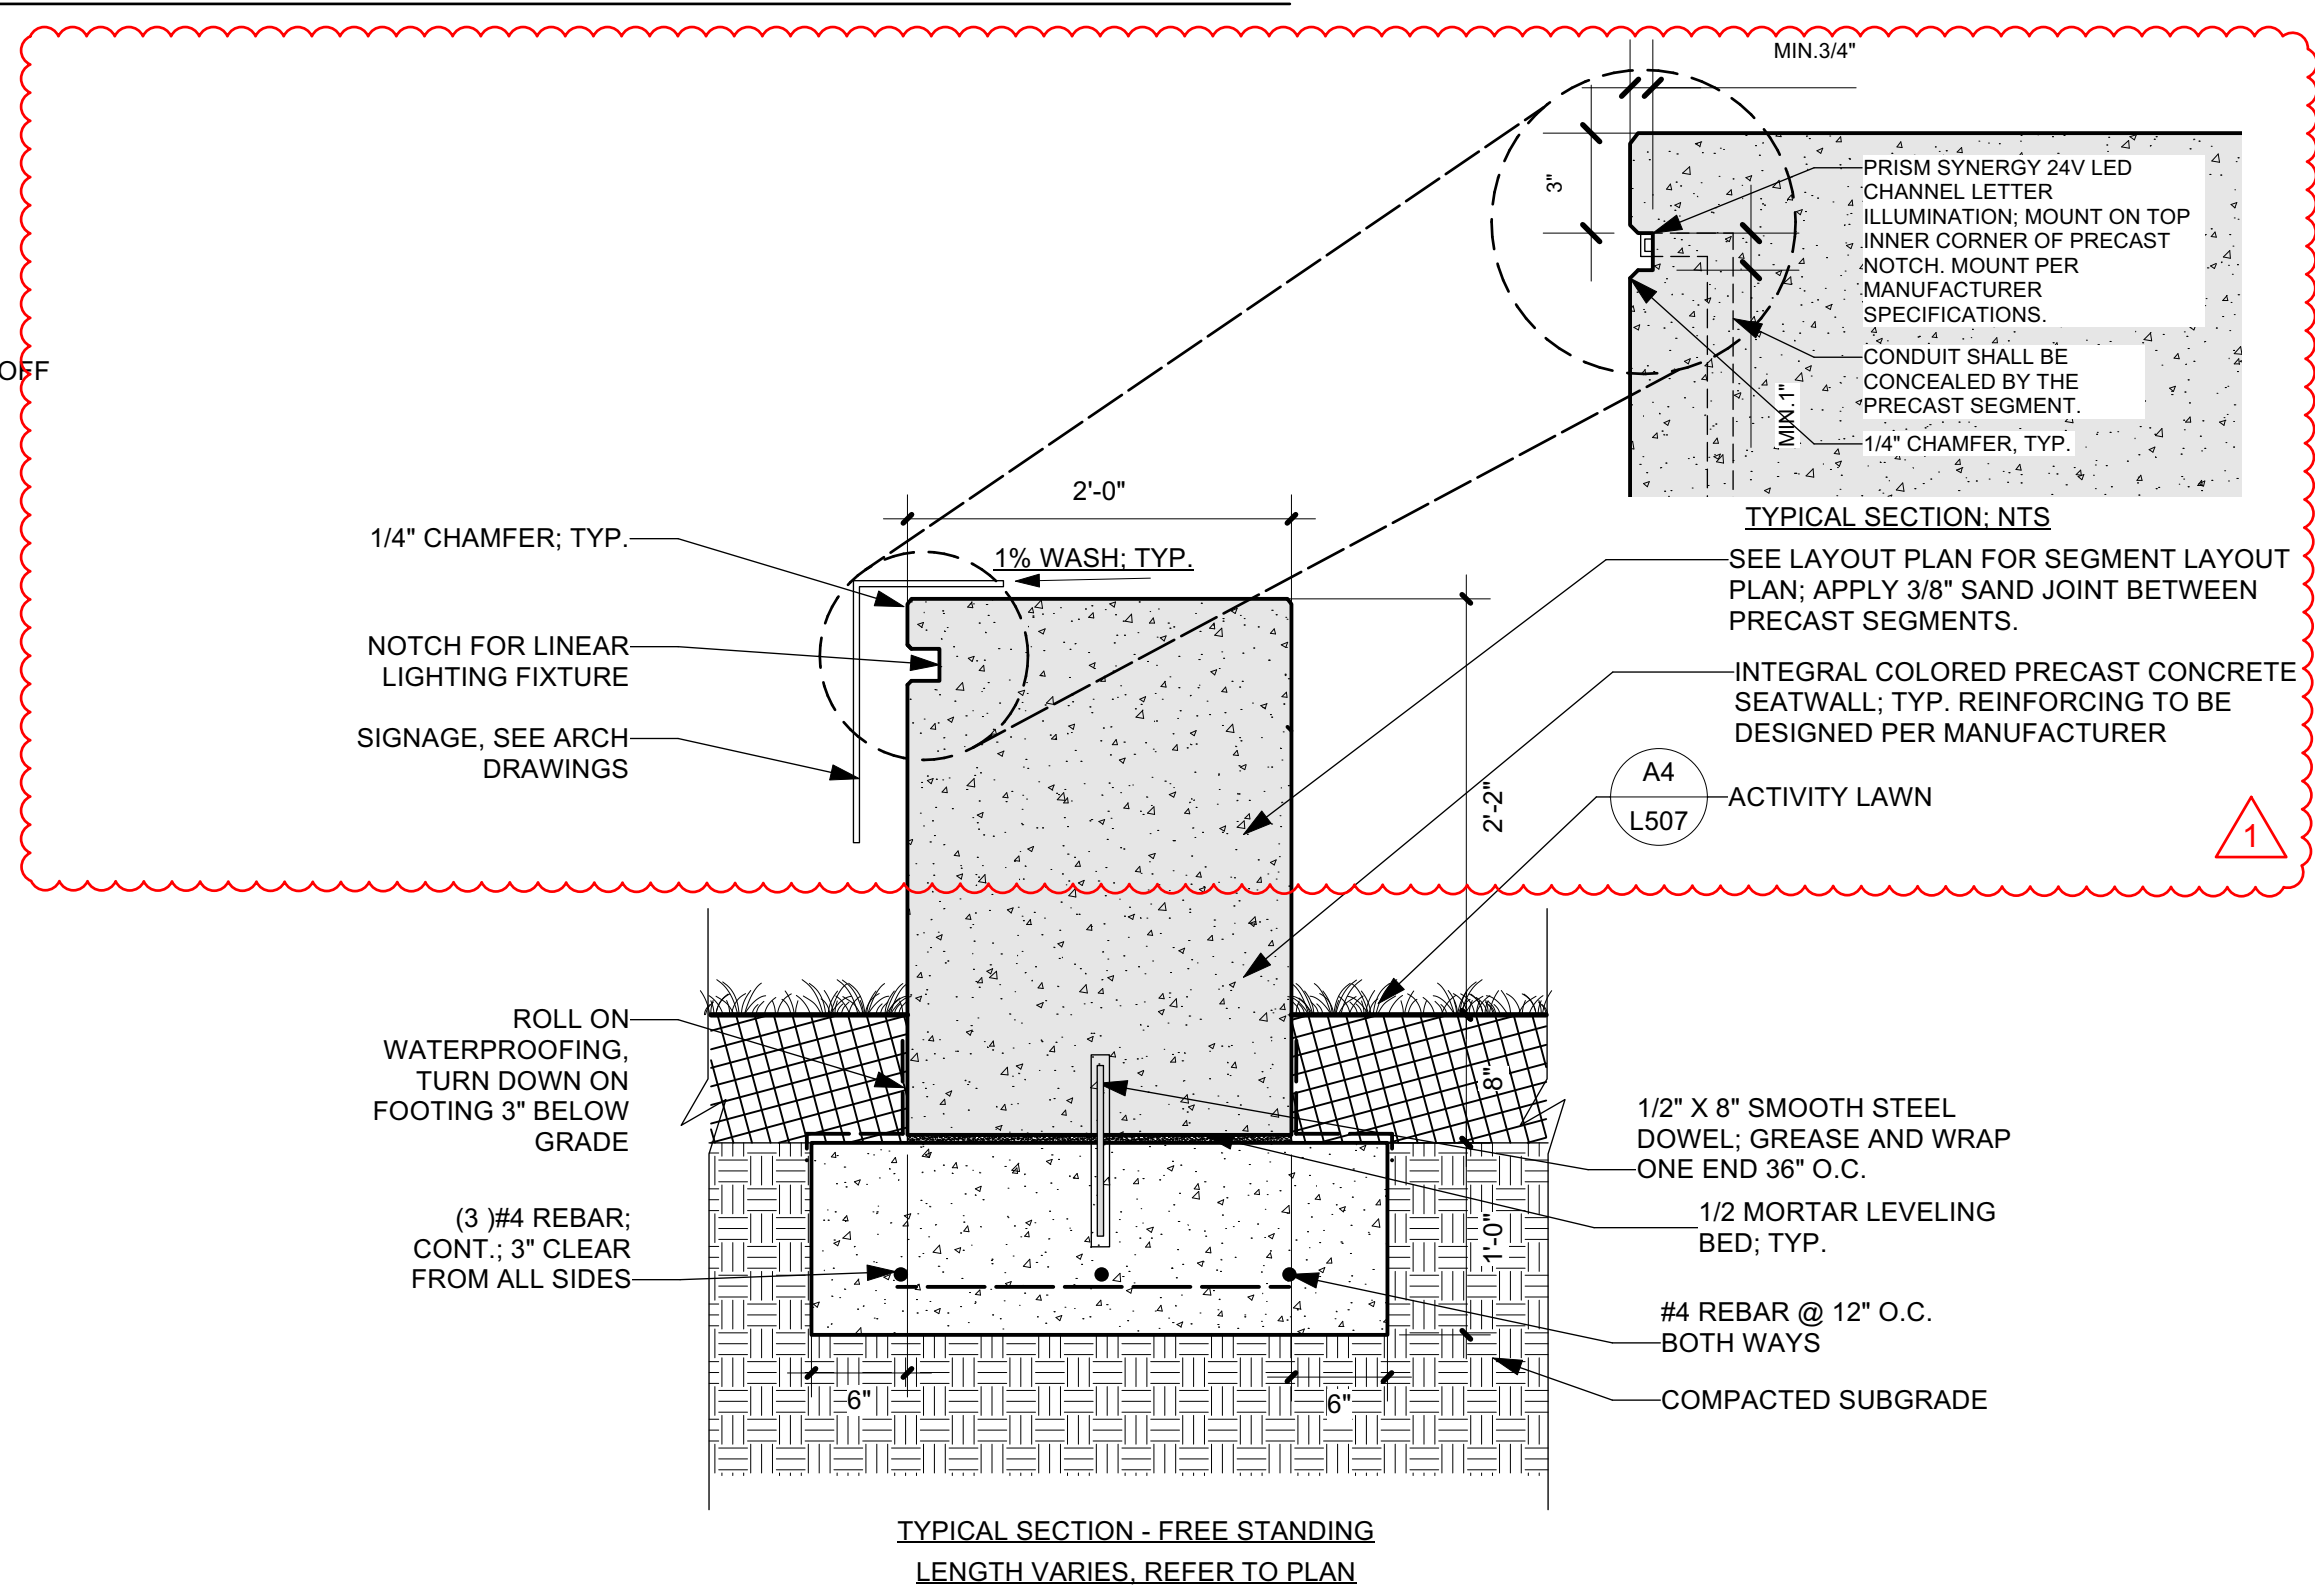 MIN.3/4"
3"
PRISM SYNERGY 24V LED
CHANNEL LETTER
ILLUMINATION; MOUNT ON TOP
INNER CORNER OF PRECAST
NOTCH. MOUNT PER
MANUFACTURER
SPECIFICATIONS.
CONDUIT SHALL BE
CONCEALED BY THE
PRECAST SEGMENT.
MIN.1"
1/4" CHAMFER, TYP.
TYPICAL SECTION; NTS
OFF
2'-0"
1/4" CHAMFER; TYP.
1% WASH; TYP.
NOTCH FOR LINEAR
LIGHTING FIXTURE
SIGNAGE, SEE ARCH
DRAWINGS
SEE LAYOUT PLAN FOR SEGMENT LAYOUT
PLAN; APPLY 3/8" SAND JOINT BETWEEN
PRECAST SEGMENTS.
INTEGRAL COLORED PRECAST CONCRETE
SEATWALL; TYP. REINFORCING TO BE
DESIGNED PER MANUFACTURER
A4
L507
ACTIVITY LAWN
2'-2"
1
ROLL ON
WATERPROOFING,
TURN DOWN ON
FOOTING 3" BELOW
GRADE
8"
1/2" X 8" SMOOTH STEEL
DOWEL; GREASE AND WRAP
ONE END 36" O.C.
1/2 MORTAR LEVELING
BED; TYP.
(3 )#4 REBAR;
CONT.; 3" CLEAR
FROM ALL SIDES
1'-0"
#4 REBAR @ 12" O.C.
BOTH WAYS
COMPACTED SUBGRADE
6"
6"
TYPICAL SECTION - FREE STANDING
LENGTH VARIES, REFER TO PLAN